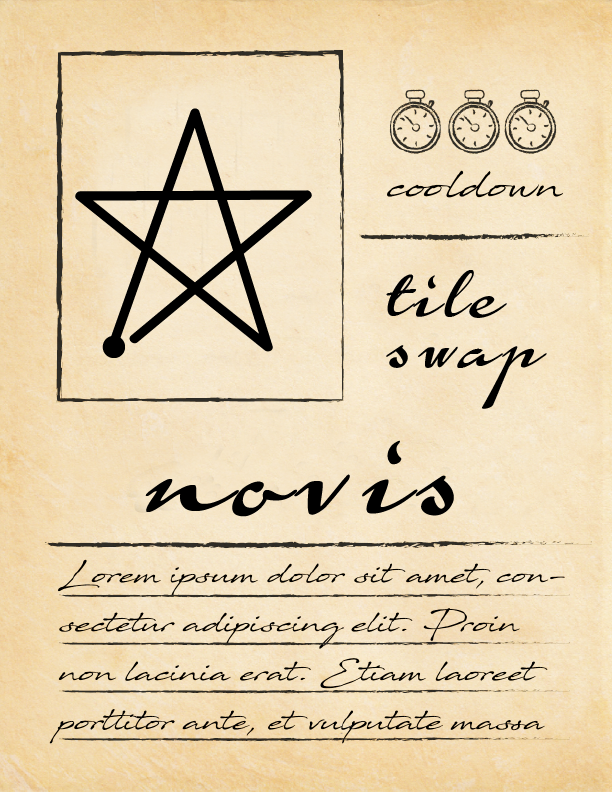 cooldown
tile
swap
novis
Lorem ipsum dolor sit amet, con-
sectetur adipiscing elit. Proin
non lacinia erat. Etiam laoreet
porttitor ante, et vulputate massa